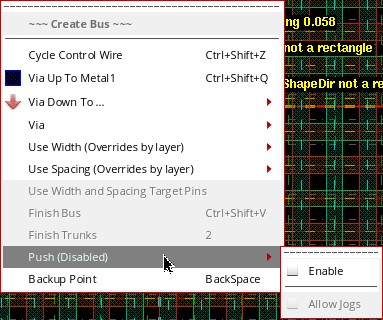 ~~~ Create Bus ~~~
ng 0.058
Cycle Control Wire Ctrl+Shift+Z
not a rectangle
Via Up To Metal1 Ctrl+Shift+Q
ShapeDir not a re
Via Down To ...
Via
Use Width (Overrides by layer)
Use Spacing (Overrides by layer)
Use Width and Spacing Target Pins
Finish Bus Ctrl+Shift+V
Finish Trunks 2
Push (Disabled)
Enable
Backup Point BackSpace
Allow Jogs